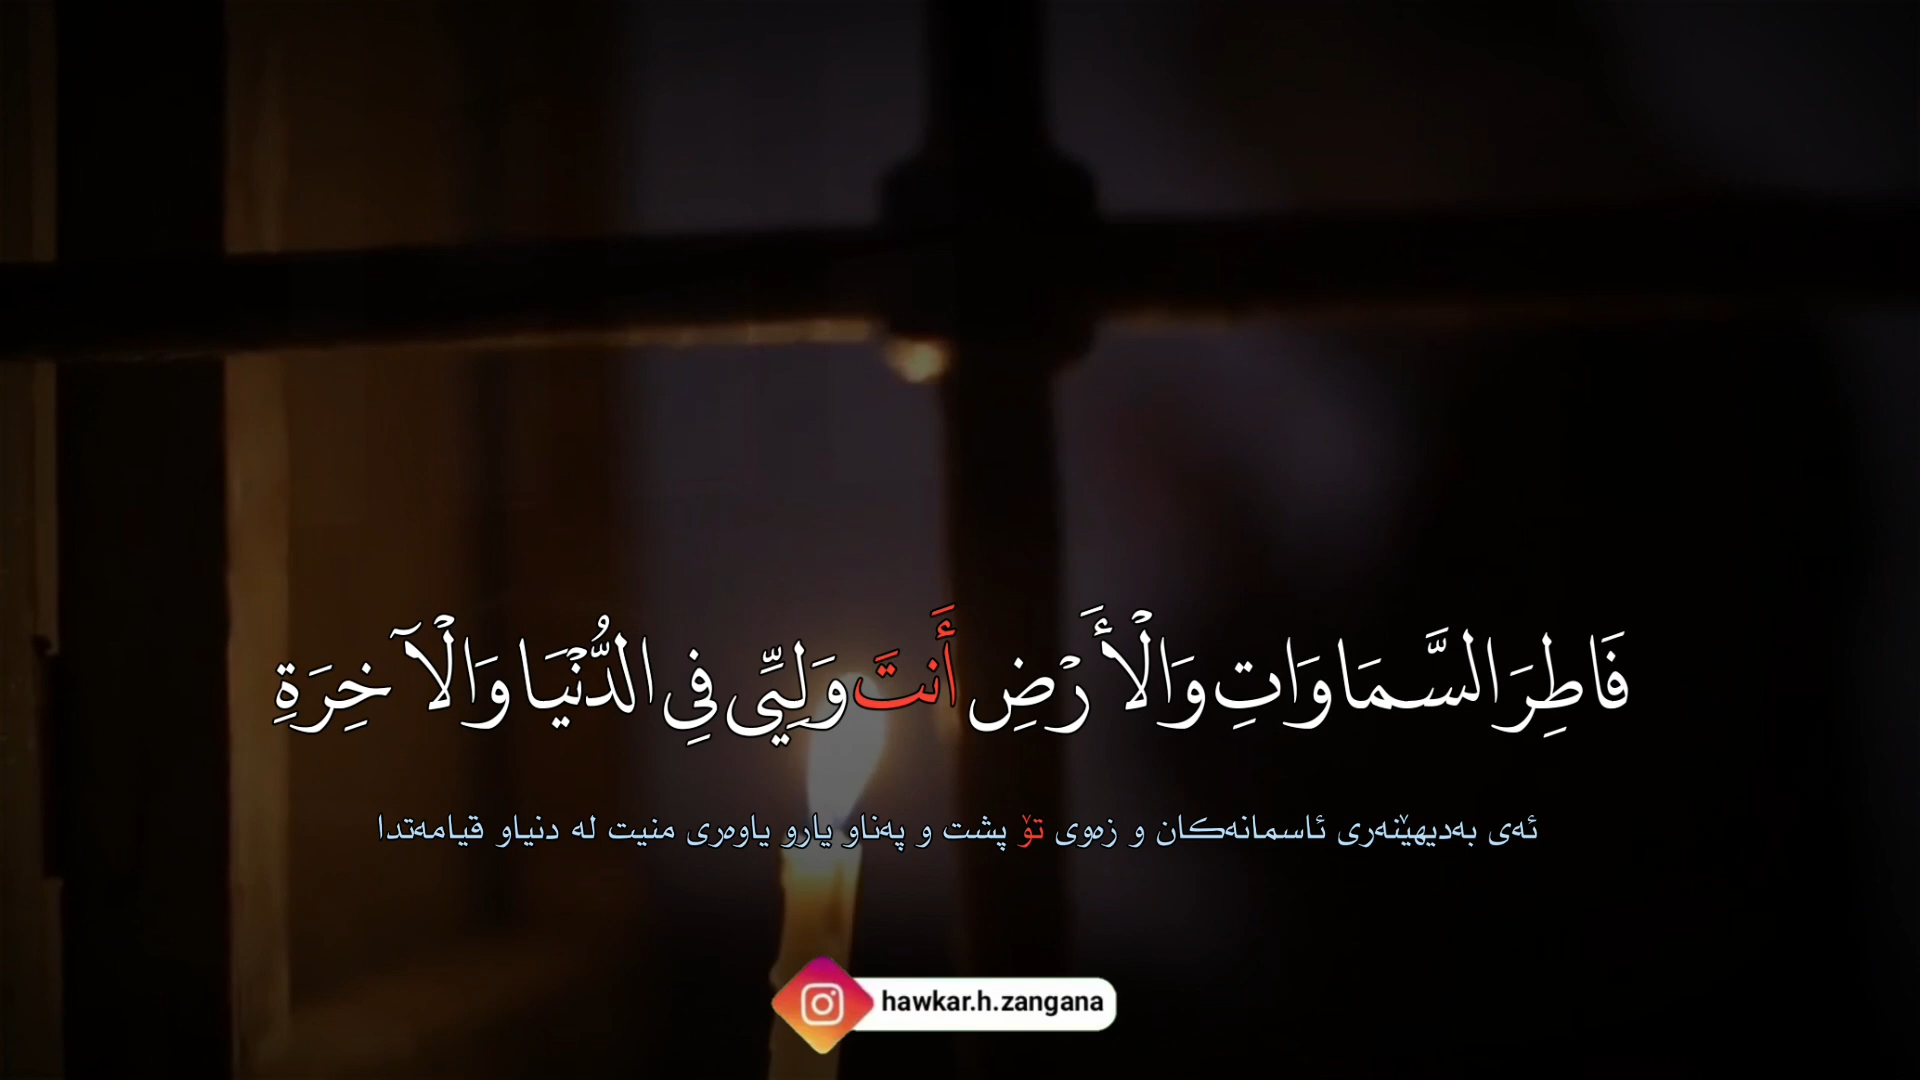 فَاطِرَ السَّمَاوَاتِ وَالْأَرْضِ أَنتَ وَلِيِّي فِي الدُّنْيَا وَالْآخِرَةِ
ئەی بەدیهێنەری ئاسمانەکان و زەوی تۆ پشت و پەناو یارو یاوەری منیت لە دنیاو قیامەتدا
hawkar.h.zangana